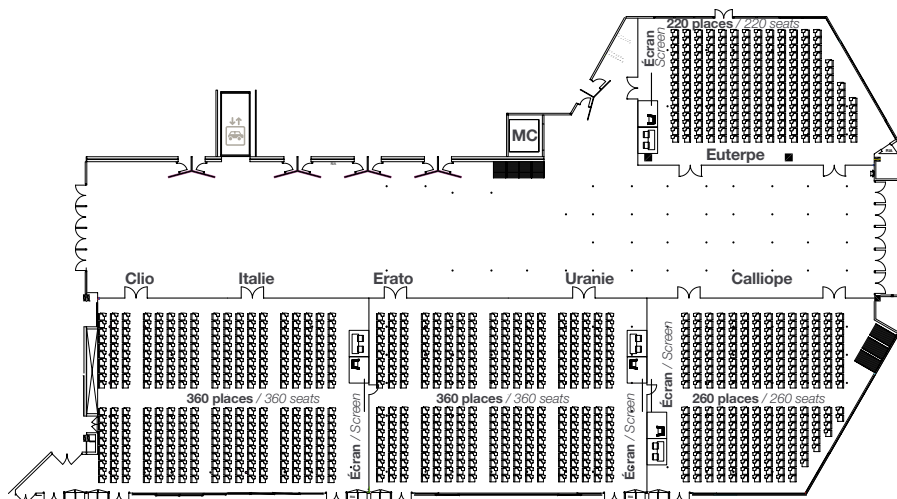 220 places / 220 seats
Écran
Screen
MC
Euterpe
Clio
Italie
Erato
Uranie
Calliope
Écran / Screen
360 places / 360 seats
360 places / 360 seats
260 places / 260 seats
Écran / Screen
Écran / Screen